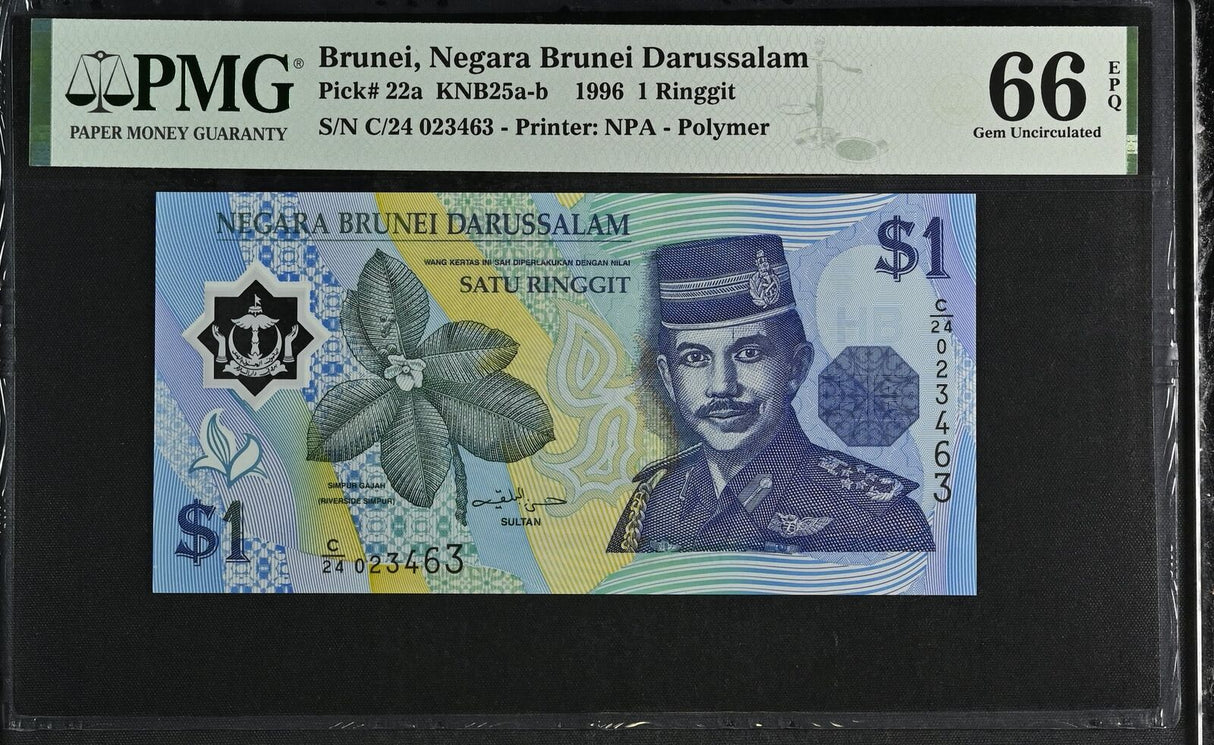 PMG®
PAPER MONEY GUARANTY
Brunei, Negara Brunei Darussalam
Pick# 22a KNB25a-b 1996 1 Ringgit
S/N C/24 023463 - Printer: NPA - Polymer
66
EPQ
Gem Uncirculated
NEGARA BRUNEI DARUSSALAM
WANG KERTAS INI SAH DIPERLAKUKAN DENGAN NILAI
SATU RINGGIT
$1
C/24 023463
SIMPUR GAJAH
(RIVERSIDE SIMPUR)
SULTAN
$1
C/24 023463